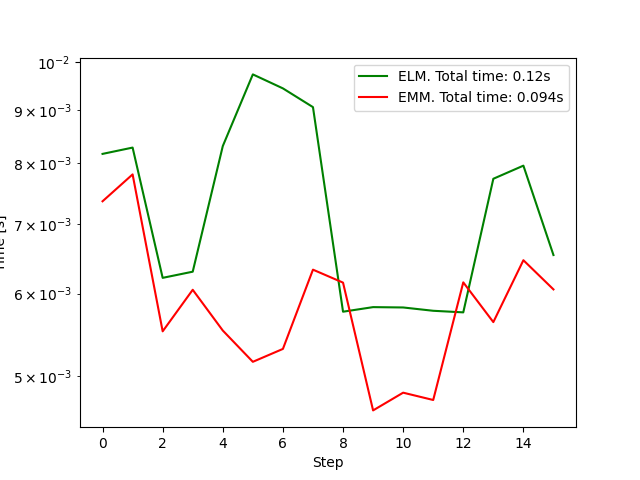 ELM. Total time: 0.12s
EMM. Total time: 0.094s
10⁻²
9 × 10⁻³
8 × 10⁻³
7 × 10⁻³
6 × 10⁻³
5 × 10⁻³
Time [s]
0 2 4 6 8 10 12 14
Step